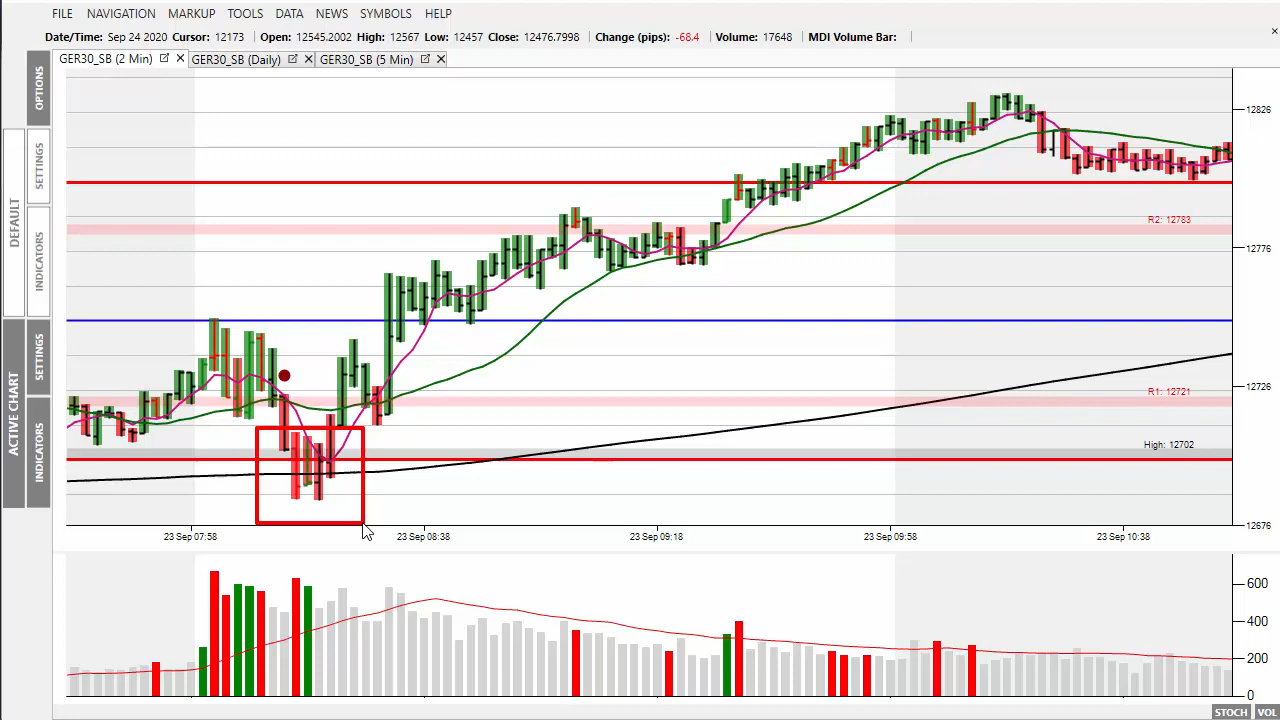 FILE NAVIGATION MARKUP TOOLS DATA NEWS SYMBOLS HELP
Date/Time: Sep 24 2020 Cursor: 12173 | Open: 12545.2002 High: 12567 Low: 12457 Close: 12476.7998 | Change (pips): -68.4 | Volume: 17648 | MDI Volume Bar: |
GER30_SB (2 Min) GER30_SB (Daily) GER30_SB (5 Min)
OPTIONS
DEFAULT
SETTINGS
INDICATORS
ACTIVE CHART
SETTINGS
INDICATORS
12826
R2: 12783
12776
R1: 12721
12726
High: 12702
12676
23 Sep 07:58 23 Sep 08:38 23 Sep 09:18 23 Sep 09:58 23 Sep 10:38
600
400
200
0
STOCH VOL